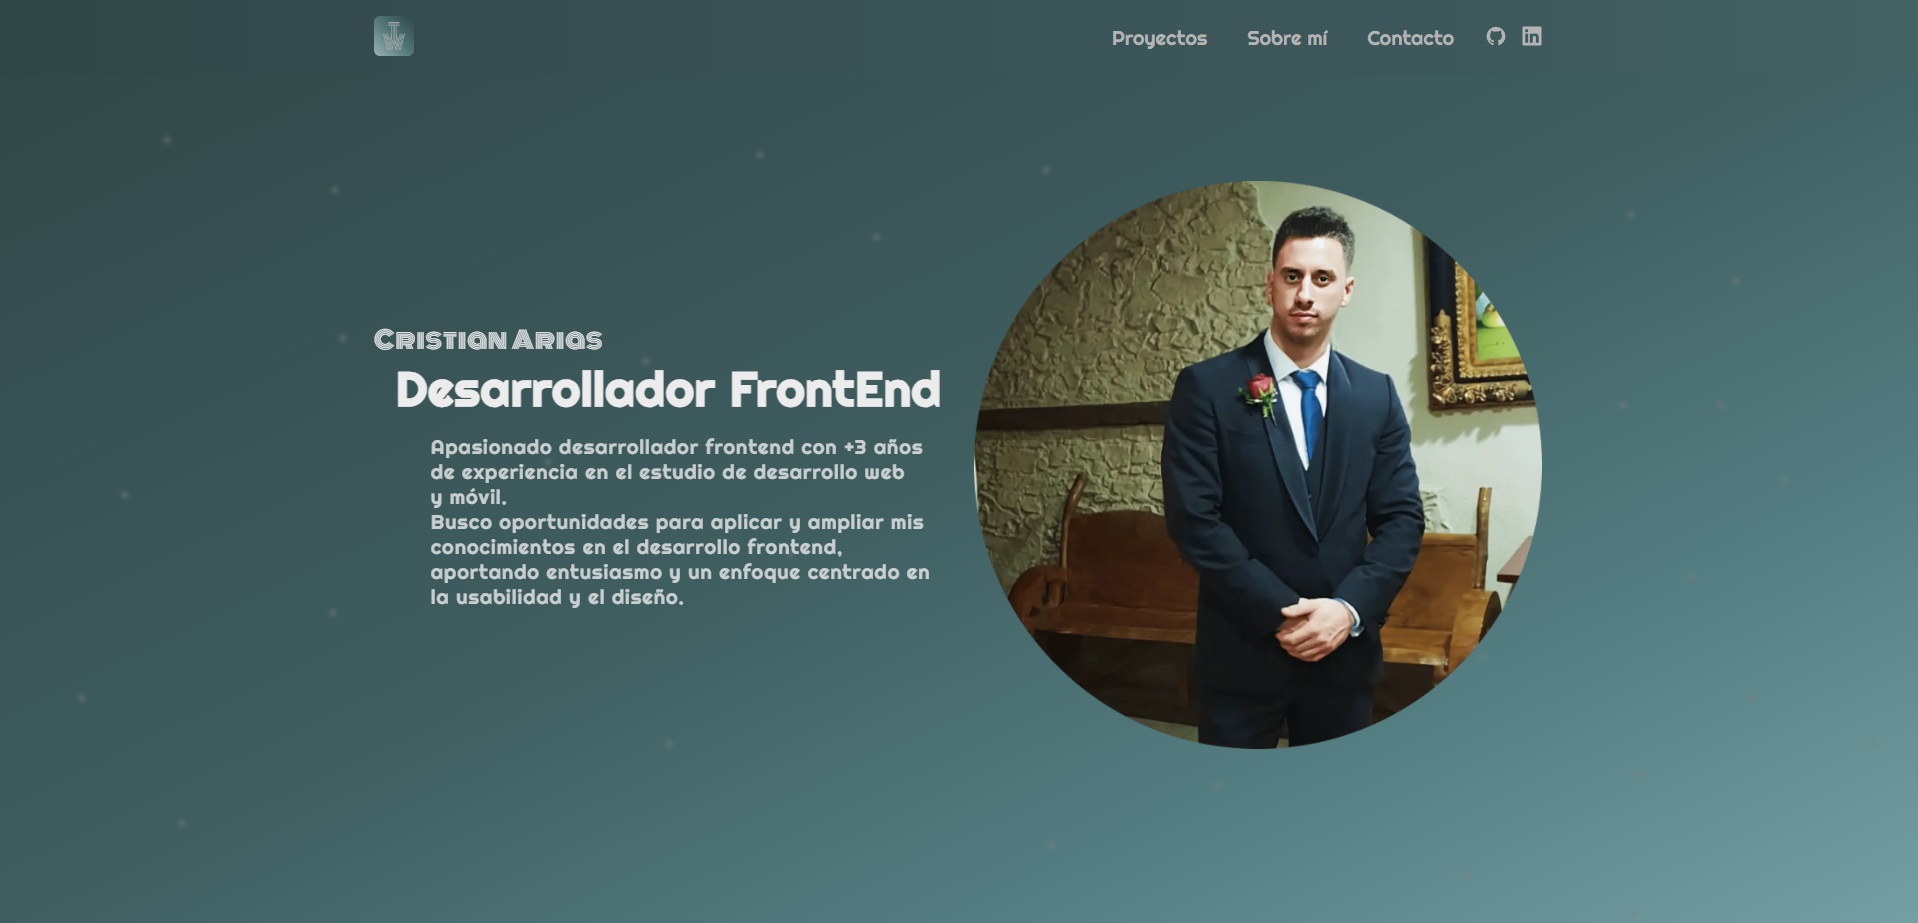 Proyectos Sobre mí Contacto
Cristian Arias
Desarrollador FrontEnd
Apasionado desarrollador frontend con +3 años
de experiencia en el estudio de desarrollo web
y móvil.
Busco oportunidades para aplicar y ampliar mis
conocimientos en el desarrollo frontend,
aportando entusiasmo y un enfoque centrado en
la usabilidad y el diseño.